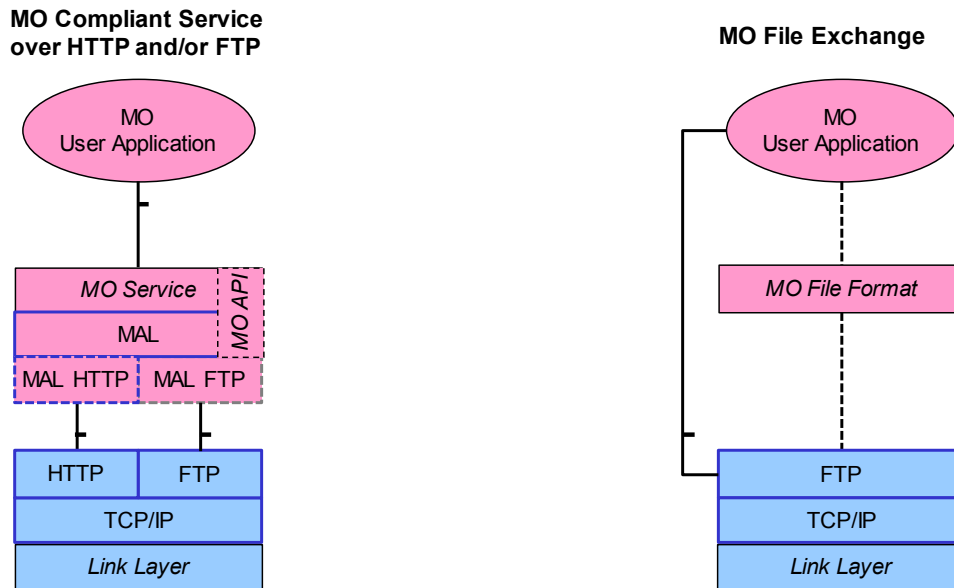 MO Compliant Service
over HTTP and/or FTP
MO
User Application
MO Service
MO API
MAL
MAL HTTP
MAL FTP
HTTP
FTP
TCP/IP
Link Layer
MO File Exchange
MO
User Application
MO File Format
FTP
TCP/IP
Link Layer